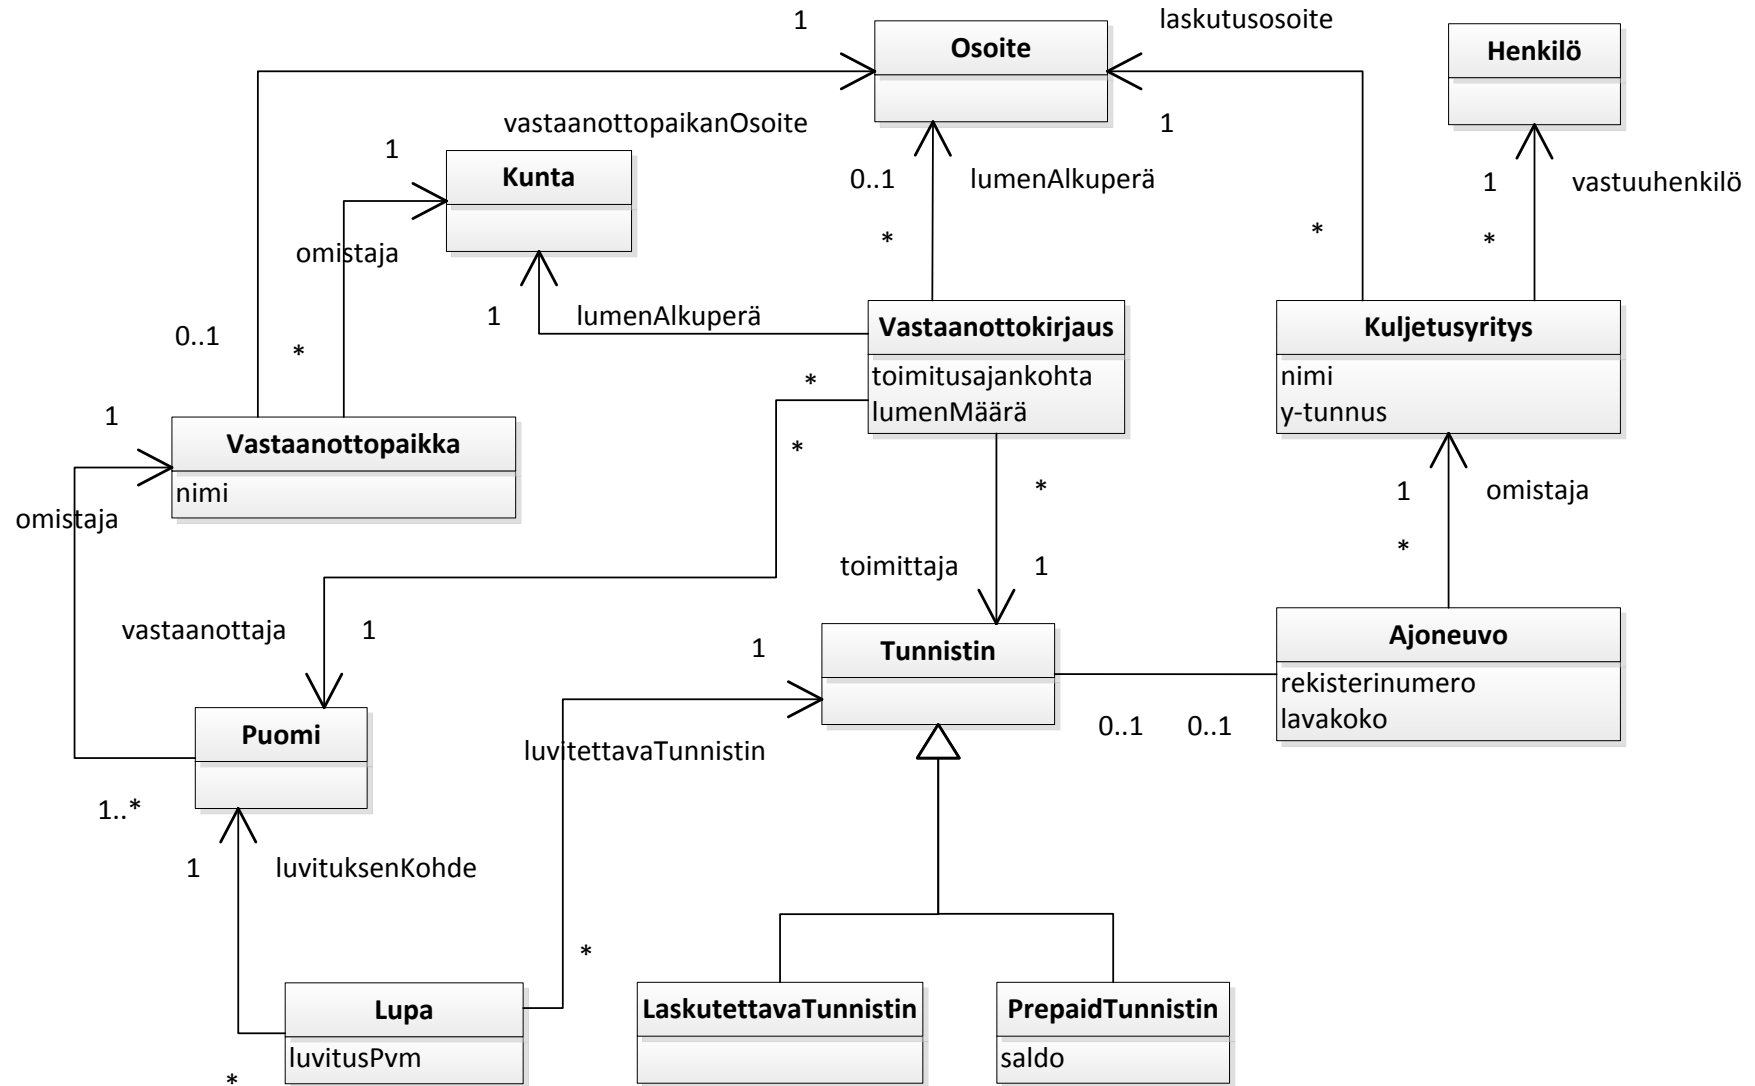 1
laskutusosoite
Osoite
Henkilö
vastaanottopaikanOsoite
1
1
Kunta
0..1
lumenAlkuperä
1
vastuuhenkilö
omistaja
*
*
*
1
lumenAlkuperä
0..1
*
Vastaanottokirjaus
toimitusajankohta
lumenMäärä
Kuljetusyritys
nimi
y-tunnus
*
*
1
Vastaanottopaikka
nimi
omistaja
*
1
omistaja
*
toimittaja
1
vastaanottaja
1
1
Tunnistin
Ajoneuvo
rekisterinumero
lavakoko
0..1
0..1
Puomi
luvitettavaTunnistin
1..*
1
luvituksenKohde
*
Lupa
luvitusPvm
*
LaskutettavaTunnistin
PrepaidTunnistin
saldo